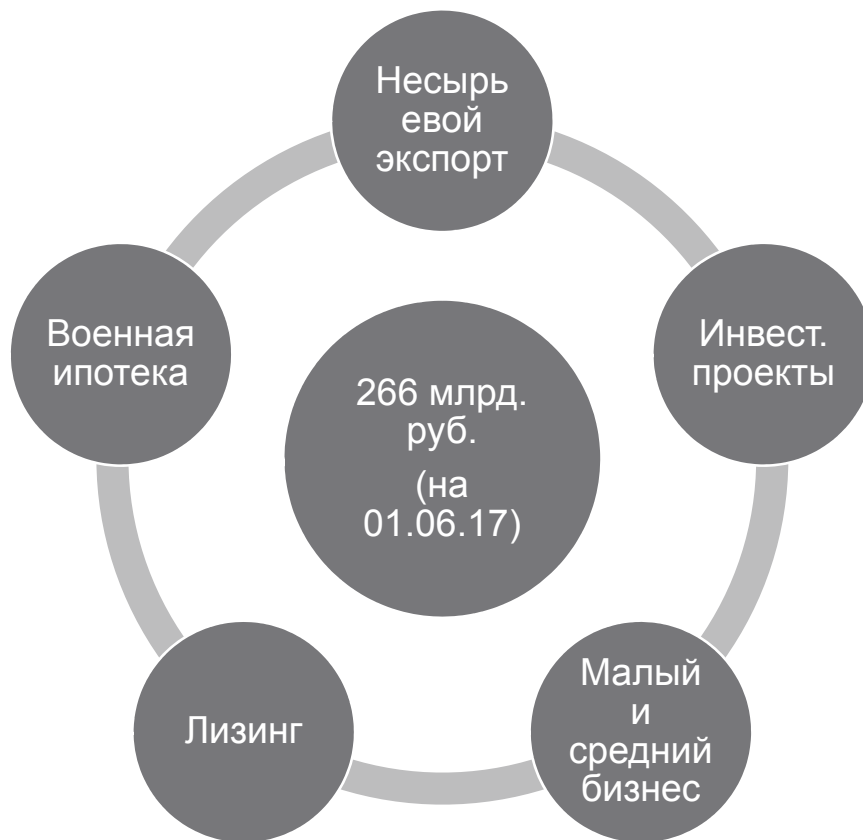 Несырь
евой
экспорт
Военная
ипотека
Инвест.
проекты
266 млрд.
руб.
(на
01.06.17)
Лизинг
Малый
и
средний
бизнес